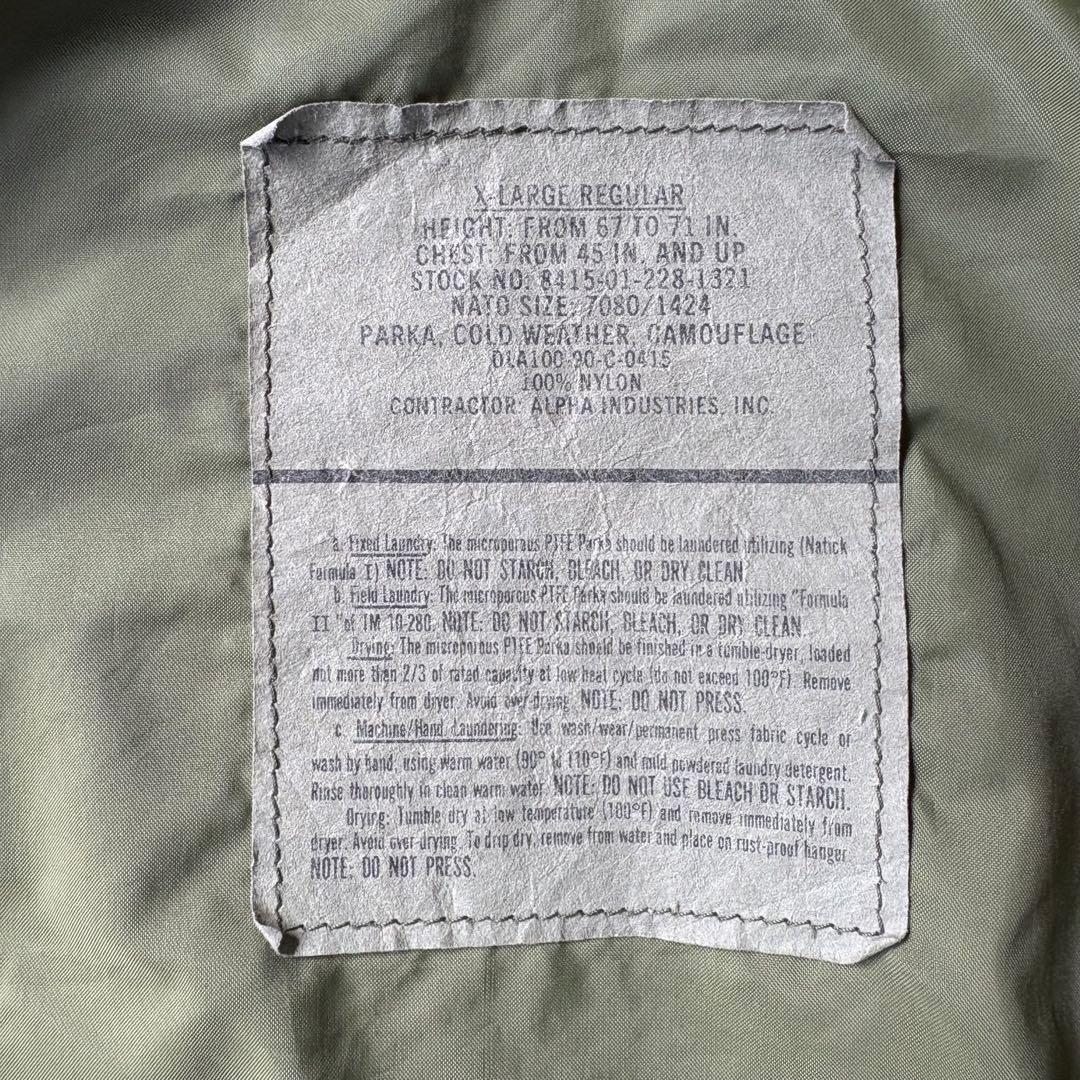 X-LARGE REGULAR
HEIGHT: FROM 67 TO 71 IN.
CHEST: FROM 45 IN. AND UP
STOCK NO: 8415-01-228-1321
NATO SIZE: 7080/1424
PARKA, COLD WEATHER, CAMOUFLAGE
DLA100-90-C-0415
100% NYLON
CONTRACTOR: ALPHA INDUSTRIES, INC.
a. Fixed Laundry: The microporous PTFE Parka should be laundered utilizing (Natick
Formula I) NOTE: DO NOT STARCH, BLEACH, OR DRY CLEAN.
b. Field Laundry: The microporous PTFE Parka should be laundered utilizing "Formula
II" of TM 10-280. NOTE: DO NOT STARCH, BLEACH, OR DRY CLEAN.
Drying: The microporous PTFE Parka should be finished in a tumble-dryer, loaded
not more than 2/3 of rated capacity at low heat cycle (do not exceed 100°F). Remove
immediately from dryer. Avoid over-drying. NOTE: DO NOT PRESS.
c. Machine/Hand Laundering: Use wash/wear/permanent press fabric cycle or
wash by hand, using warm water (90° to 110°F) and mild powdered laundry detergent.
Rinse thoroughly in clean warm water. NOTE: DO NOT USE BLEACH OR STARCH.
Drying: Tumble dry at low temperature (100°F) and remove immediately from
dryer. Avoid over-drying. To drip dry, remove from water and place on rust-proof hanger.
NOTE: DO NOT PRESS.